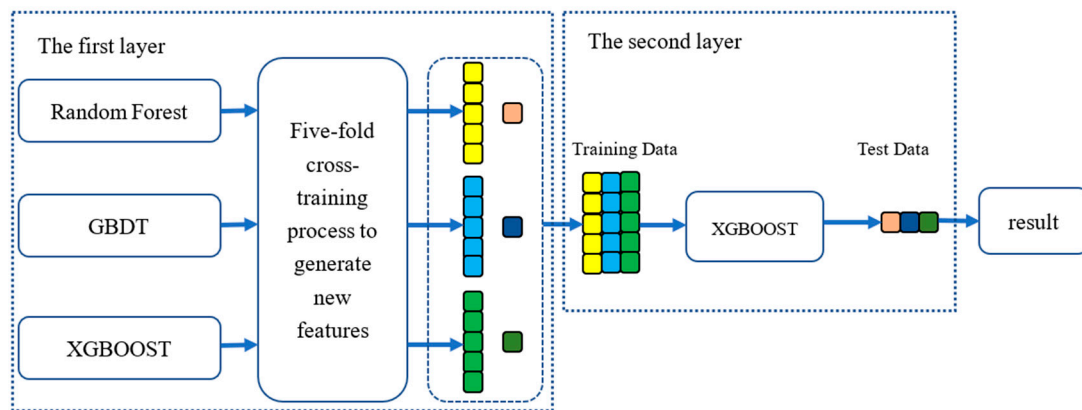 The first layer
Random Forest
GBDT
XGBOOST
Five-fold
cross-
training
process to
generate
new
features
The second layer
Training Data
XGBOOST
Test Data
result